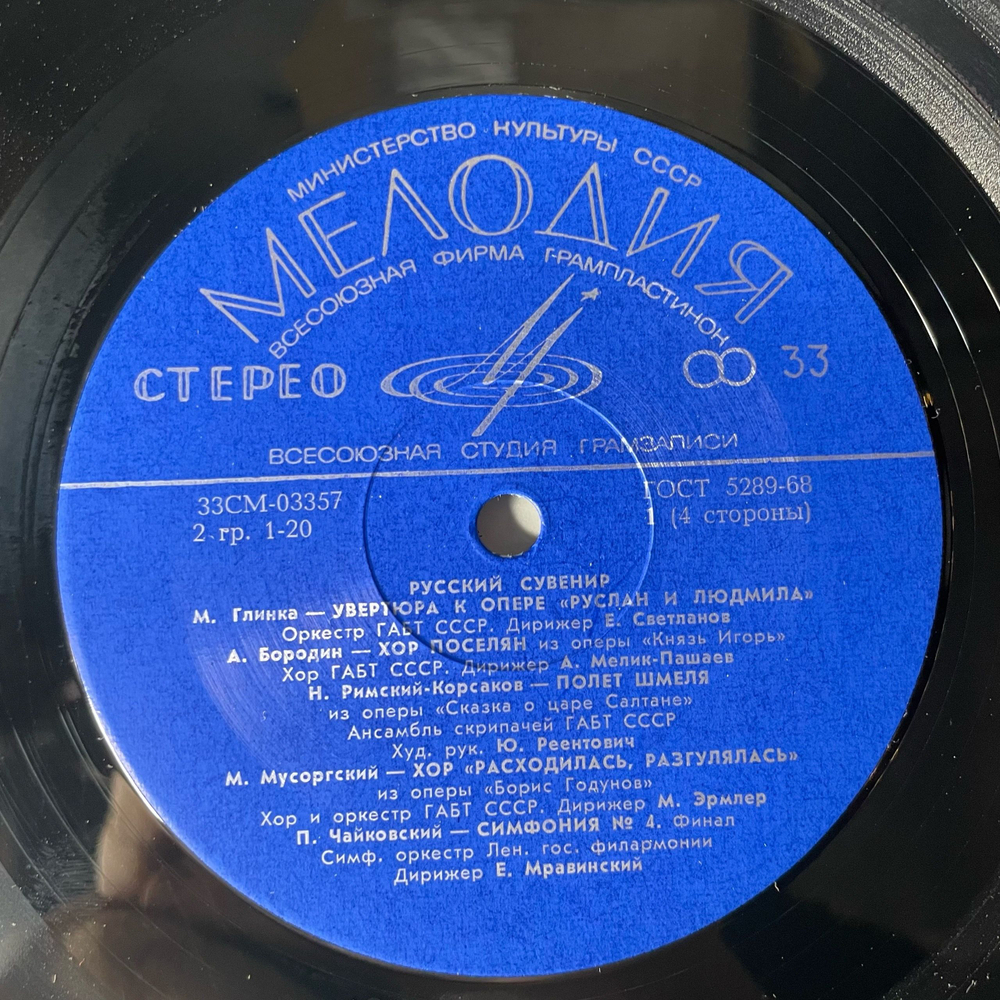 МИНИСТЕРСТВО КУЛЬТУРЫ СССР
МЕЛОДИЯ
ВСЕСОЮЗНАЯ ФИРМА ГРАМПЛАСТИНОК
СТЕРЕО
33
ВСЕСОЮЗНАЯ СТУДИЯ ГРАМЗАПИСИ
33СМ-03357
ГОСТ 5289-68
2 гр. 1-20
1 (4 стороны)
РУССКИЙ СУВЕНИР
М. Глинка — УВЕРТЮРА К ОПЕРЕ «РУСЛАН И ЛЮДМИЛА»
Оркестр ГАБТ СССР. Дирижер Е. Светланов
А. Бородин — ХОР ПОСЕЛЯН из оперы «Князь Игорь»
Хор ГАБТ СССР. Дирижер А. Мелик-Пашаев
Н. Римский-Корсаков — ПОЛЕТ ШМЕЛЯ
из оперы «Сказка о царе Салтане»
Ансамбль скрипачей ГАБТ СССР
Худ. рук. Ю. Реентович
М. Мусоргский — ХОР «РАСХОДИЛАСЬ, РАЗГУЛЯЛАСЬ»
из оперы «Борис Годунов»
Хор и оркестр ГАБТ СССР. Дирижер М. Эрмлер
П. Чайковский — СИМФОНИЯ № 4. Финал
Симф. оркестр Лен. гос. филармонии
Дирижер Е. Мравинский